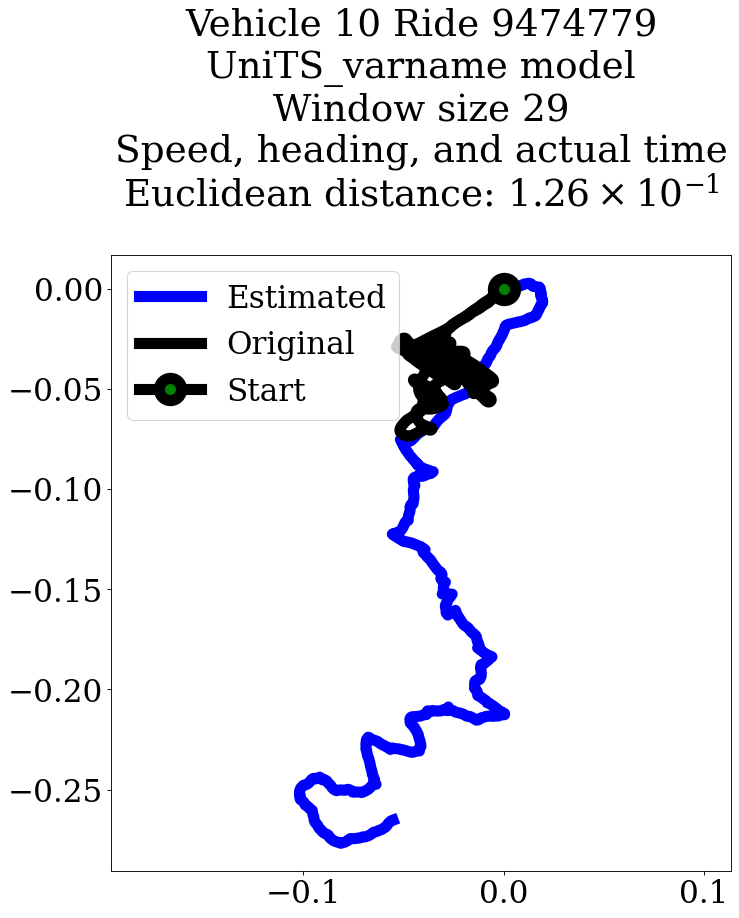 Vehicle 10 Ride 9474779
UniTS_varname model
Window size 29
Speed, heading, and actual time
Euclidean distance: 1.26 × 10⁻¹
Estimated
Original
Start
0.00
−0.05
−0.10
−0.15
−0.20
−0.25
−0.1
0.0
0.1